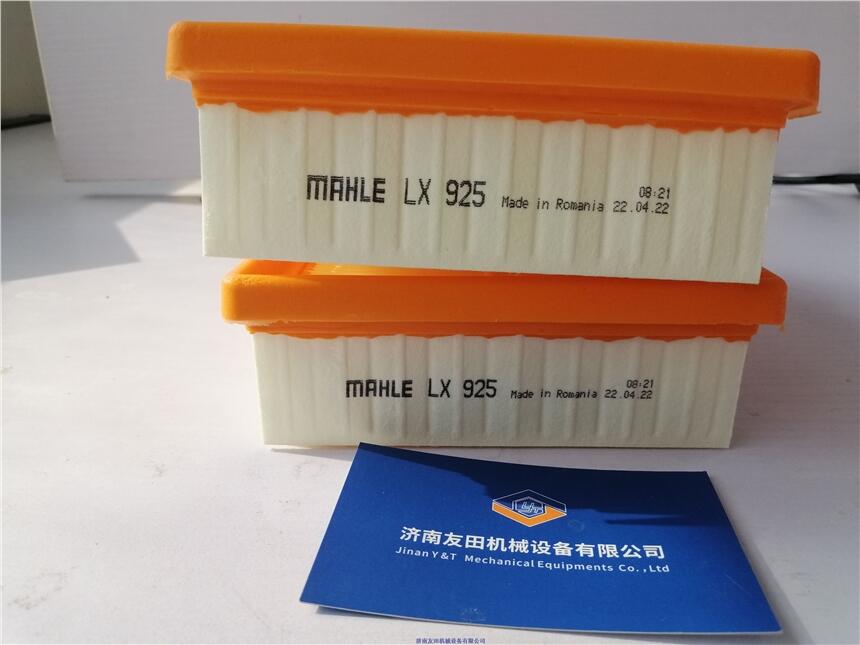 MAHLE LX 925 Made in Romania 08:21 22.04.22
MAHLE LX 925 Made in Romania 08:21 22.04.22
济南友田机械设备有限公司
Jinan Y&T Mechanical Equipments Co.,Ltd
济南友田机械设备有限公司